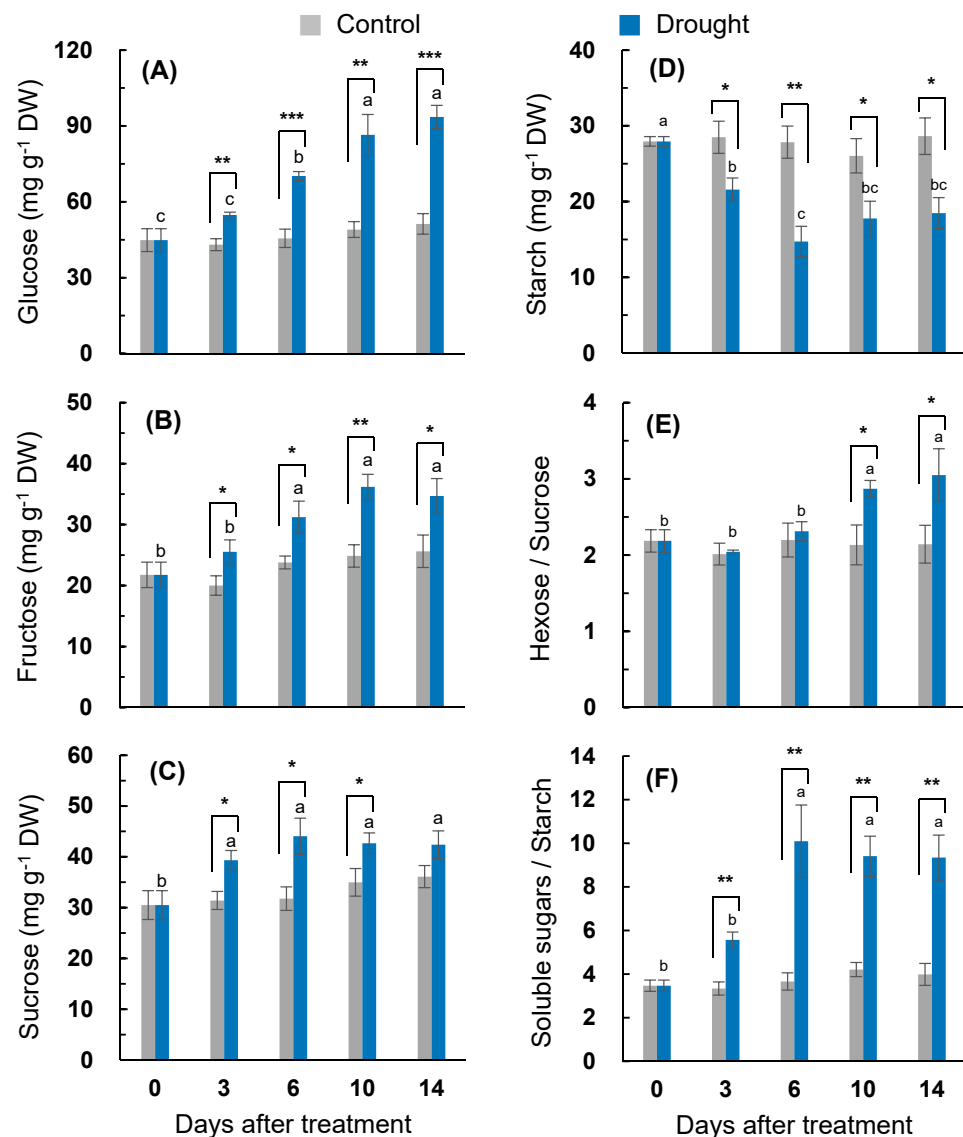 Control Drought
(A)
Glucose (mg g-1 DW)
120
90
60
30
0
** *** ** ***
c c b a a
(D)
Starch (mg g-1 DW)
40
30
20
10
0
* ** * *
a b c bc bc
(B)
Fructose (mg g-1 DW)
50
40
30
20
10
0
* * ** *
b b a a a
(E)
Hexose / Sucrose
4
3
2
1
0
* *
b b b a a
(C)
Sucrose (mg g-1 DW)
60
50
40
30
20
10
0
* * *
b a a a a
0 3 6 10 14
Days after treatment
(F)
Soluble sugars / Starch
14
12
10
8
6
4
2
0
** ** ** **
b b a a a
0 3 6 10 14
Days after treatment